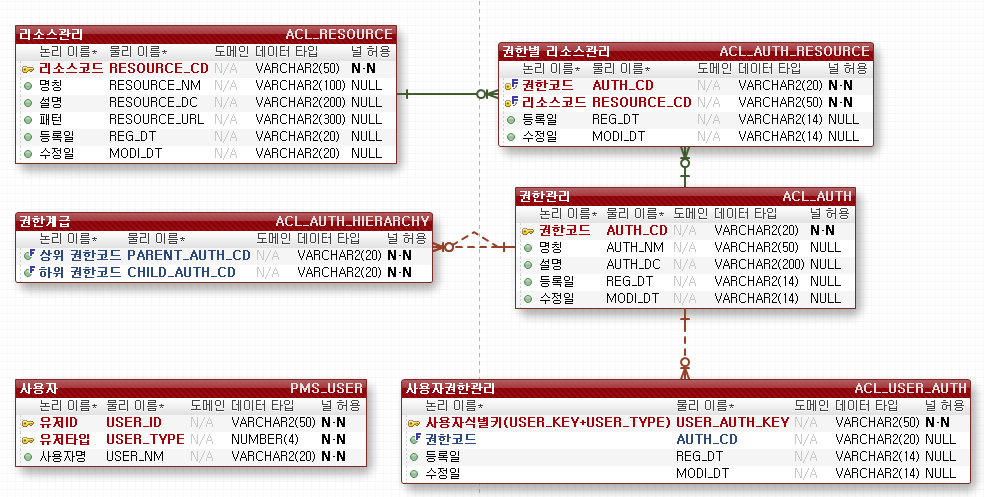 리소스관리 ACL_RESOURCE
논리 이름* 물리 이름* 도메인 데이터 타입 널 허용
리소스코드 RESOURCE_CD N/A VARCHAR2(50) N·N
명칭 RESOURCE_NM N/A VARCHAR2(100) NULL
설명 RESOURCE_DC N/A VARCHAR2(200) NULL
패턴 RESOURCE_URL N/A VARCHAR2(300) NULL
등록일 REG_DT N/A VARCHAR2(20) NULL
수정일 MODI_DT N/A VARCHAR2(20) NULL
권한별 리소스관리 ACL_AUTH_RESOURCE
논리 이름* 물리 이름* 도메인 데이터 타입 널 허용
권한코드 AUTH_CD N/A VARCHAR2(20) N·N
리소스코드 RESOURCE_CD N/A VARCHAR2(50) N·N
등록일 REG_DT N/A VARCHAR2(14) NULL
수정일 MODI_DT N/A VARCHAR2(14) NULL
권한계급 ACL_AUTH_HIERARCHY
논리 이름* 물리 이름* 도메인 데이터 타입 널 허용
상위 권한코드 PARENT_AUTH_CD N/A VARCHAR2(20) N·N
하위 권한코드 CHILD_AUTH_CD N/A VARCHAR2(20) N·N
권한관리 ACL_AUTH
논리 이름* 물리 이름* 도메인 데이터 타입 널 허용
권한코드 AUTH_CD N/A VARCHAR2(20) N·N
명칭 AUTH_NM N/A VARCHAR2(50) NULL
설명 AUTH_DC N/A VARCHAR2(200) NULL
등록일 REG_DT N/A VARCHAR2(14) NULL
수정일 MODI_DT N/A VARCHAR2(14) NULL
사용자 PMS_USER
논리 이름* 물리 이름* 도메인 데이터 타입 널 허용
유저ID USER_ID N/A VARCHAR2(50) N·N
유저타입 USER_TYPE N/A NUMBER(4) N·N
사용자명 USER_NM N/A VARCHAR2(20) N·N
사용자권한관리 ACL_USER_AUTH
논리 이름* 물리 이름* 도메인 데이터 타입 널 허용
사용자식별키(USER_KEY+USER_TYPE) USER_AUTH_KEY N/A VARCHAR2(50) N·N
권한코드 AUTH_CD N/A VARCHAR2(20) NULL
등록일 REG_DT N/A VARCHAR2(14) NULL
수정일 MODI_DT N/A VARCHAR2(14) NULL